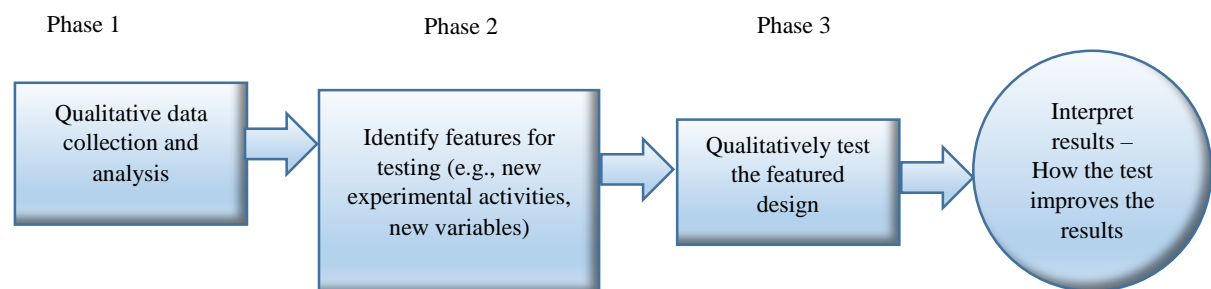 Phase 1
Phase 2
Phase 3
Qualitative data
collection and
analysis
Identify features for
testing (e.g., new
experimental activities,
new variables)
Qualitatively test
the featured
design
Interpret
results –
How the test
improves the
results